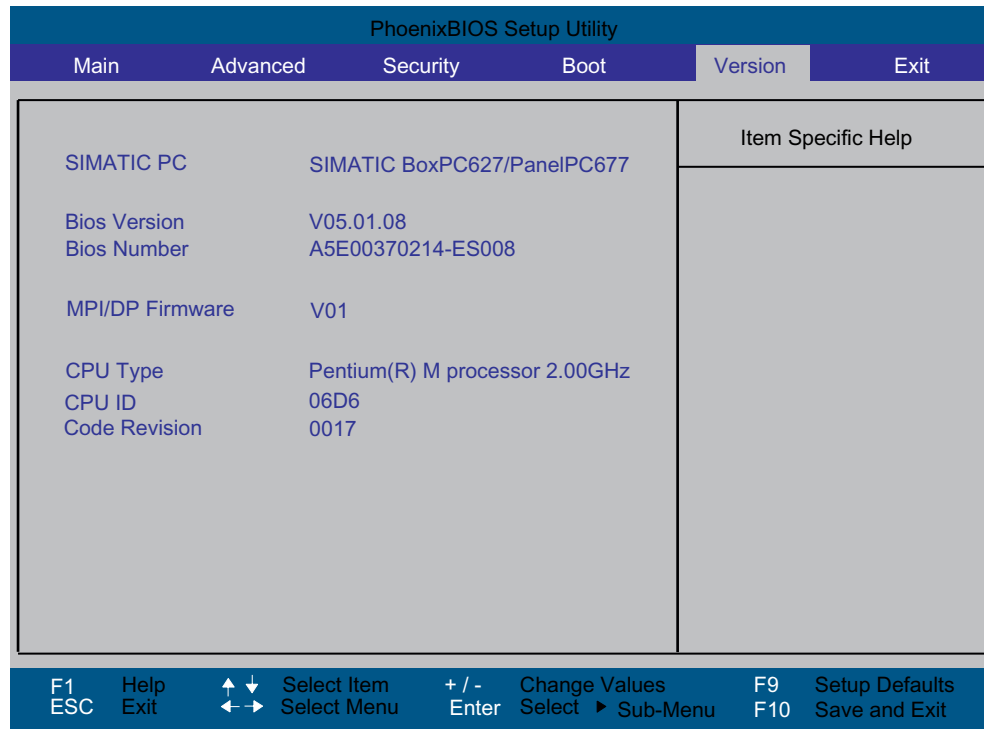 PhoenixBIOS Setup Utility
Main Advanced Security Boot Version Exit
Item Specific Help
SIMATIC PC SIMATIC BoxPC627/PanelPC677
Bios Version V05.01.08
Bios Number A5E00370214-ES008
MPI/DP Firmware V01
CPU Type Pentium(R) M processor 2.00GHz
CPU ID 06D6
Code Revision 0017
F1 Help Select Item + / - Change Values F9 Setup Defaults
ESC Exit Select Menu Enter Select Sub-Menu F10 Save and Exit